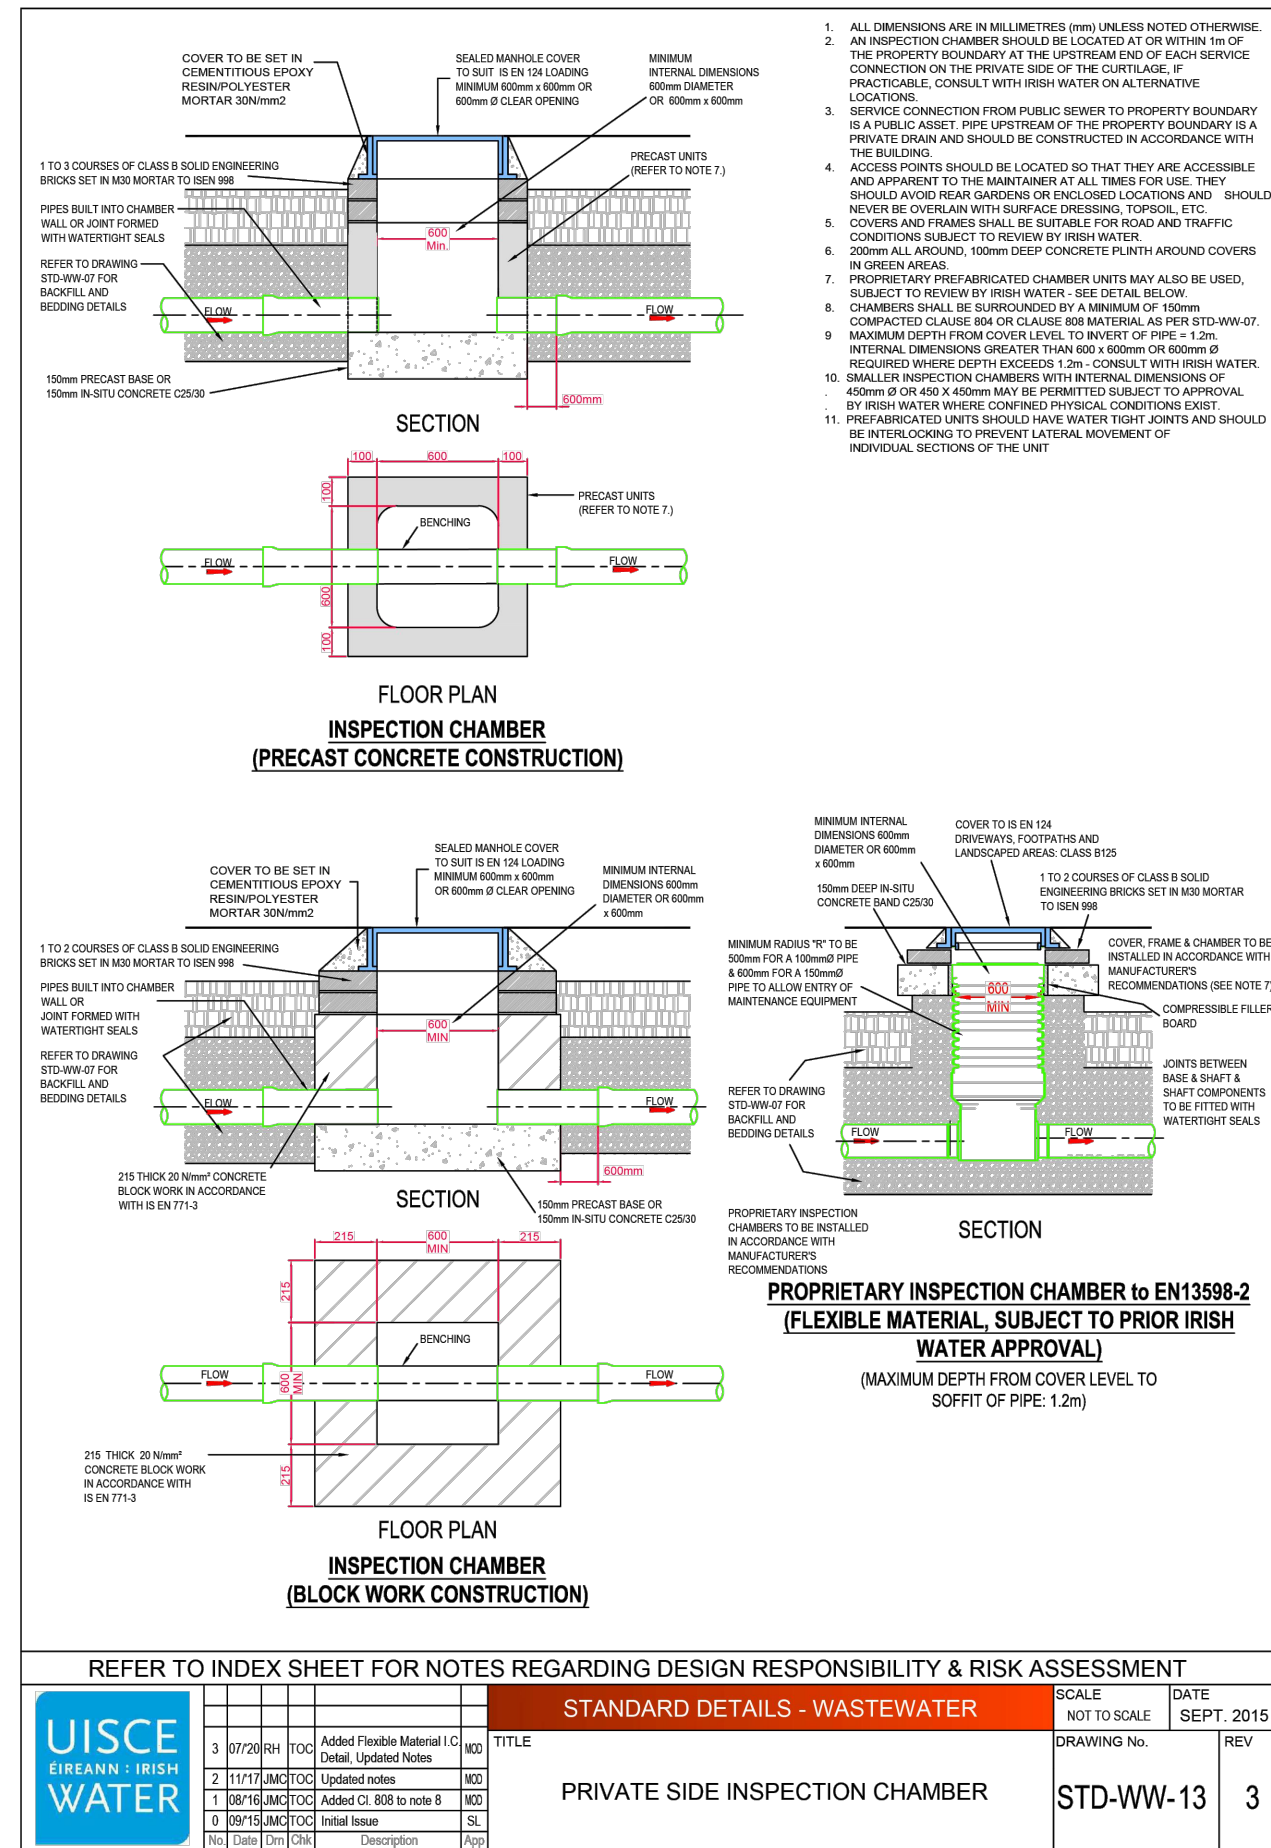 1. ALL DIMENSIONS ARE IN MILLIMETRES (mm) UNLESS NOTED OTHERWISE.
2. AN INSPECTION CHAMBER SHOULD BE LOCATED AT OR WITHIN 1m OF
THE PROPERTY BOUNDARY AT THE UPSTREAM END OF EACH SERVICE
CONNECTION ON THE PRIVATE SIDE OF THE CURTILAGE, IF
PRACTICABLE, CONSULT WITH IRISH WATER ON ALTERNATIVE
LOCATIONS.
3. SERVICE CONNECTION FROM PUBLIC SEWER TO PROPERTY BOUNDARY
IS A PUBLIC ASSET. PIPE UPSTREAM OF THE PROPERTY BOUNDARY IS A
PRIVATE DRAIN AND SHOULD BE CONSTRUCTED IN ACCORDANCE WITH
THE BUILDING.
4. ACCESS POINTS SHOULD BE LOCATED SO THAT THEY ARE ACCESSIBLE
AND APPARENT TO THE MAINTAINER AT ALL TIMES FOR USE. THEY
SHOULD AVOID REAR GARDENS OR ENCLOSED LOCATIONS AND SHOULD
NEVER BE OVERLAIN WITH SURFACE DRESSING, TOPSOIL, ETC.
5. COVERS AND FRAMES SHALL BE SUITABLE FOR ROAD AND TRAFFIC
CONDITIONS SUBJECT TO REVIEW BY IRISH WATER.
6. 200mm ALL AROUND, 100mm DEEP CONCRETE PLINTH AROUND COVERS
IN GREEN AREAS.
7. PROPRIETARY PREFABRICATED CHAMBER UNITS MAY ALSO BE USED,
SUBJECT TO REVIEW BY IRISH WATER - SEE DETAIL BELOW.
8. CHAMBERS SHALL BE SURROUNDED BY A MINIMUM OF 150mm
COMPACTED CLAUSE 804 OR CLAUSE 808 MATERIAL AS PER STD-WW-07.
9 MAXIMUM DEPTH FROM COVER LEVEL TO INVERT OF PIPE = 1.2m.
INTERNAL DIMENSIONS GREATER THAN 600 x 600mm OR 600mm Ø
REQUIRED WHERE DEPTH EXCEEDS 1.2m - CONSULT WITH IRISH WATER.
10. SMALLER INSPECTION CHAMBERS WITH INTERNAL DIMENSIONS OF
. 450mm Ø OR 450 X 450mm MAY BE PERMITTED SUBJECT TO APPROVAL
. BY IRISH WATER WHERE CONFINED PHYSICAL CONDITIONS EXIST.
11. PREFABRICATED UNITS SHOULD HAVE WATER TIGHT JOINTS AND SHOULD
BE INTERLOCKING TO PREVENT LATERAL MOVEMENT OF
INDIVIDUAL SECTIONS OF THE UNIT
COVER TO BE SET IN
CEMENTITIOUS EPOXY
RESIN/POLYESTER
MORTAR 30N/mm2
SEALED MANHOLE COVER
TO SUIT IS EN 124 LOADING
MINIMUM 600mm x 600mm OR
600mm Ø CLEAR OPENING
MINIMUM
INTERNAL DIMENSIONS
600mm DIAMETER
OR 600mm x 600mm
1 TO 3 COURSES OF CLASS B SOLID ENGINEERING
BRICKS SET IN M30 MORTAR TO ISEN 998
PRECAST UNITS
(REFER TO NOTE 7.)
PIPES BUILT INTO CHAMBER
WALL OR JOINT FORMED
WITH WATERTIGHT SEALS
600
Min.
REFER TO DRAWING
STD-WW-07 FOR
BACKFILL AND
BEDDING DETAILS
FLOW
FLOW
150mm PRECAST BASE OR
150mm IN-SITU CONCRETE C25/30
600mm
SECTION
100
600
100
100
PRECAST UNITS
(REFER TO NOTE 7.)
BENCHING
FLOW
FLOW
600
100
FLOOR PLAN
INSPECTION CHAMBER
(PRECAST CONCRETE CONSTRUCTION)
COVER TO BE SET IN
CEMENTITIOUS EPOXY
RESIN/POLYESTER
MORTAR 30N/mm2
SEALED MANHOLE COVER
TO SUIT IS EN 124 LOADING
MINIMUM 600mm x 600mm
OR 600mm Ø CLEAR OPENING
MINIMUM INTERNAL
DIMENSIONS 600mm
DIAMETER OR 600mm
x 600mm
1 TO 2 COURSES OF CLASS B SOLID ENGINEERING
BRICKS SET IN M30 MORTAR TO ISEN 998
PIPES BUILT INTO CHAMBER
WALL OR
JOINT FORMED WITH
WATERTIGHT SEALS
600
MIN
REFER TO DRAWING
STD-WW-07 FOR
BACKFILL AND
BEDDING DETAILS
FLOW
FLOW
215 THICK 20 N/mm² CONCRETE
BLOCK WORK IN ACCORDANCE
WITH IS EN 771-3
600mm
SECTION
150mm PRECAST BASE OR
150mm IN-SITU CONCRETE C25/30
215
600
MIN
215
215
BENCHING
FLOW
FLOW
600
MIN
215
215 THICK 20 N/mm²
CONCRETE BLOCK WORK
IN ACCORDANCE WITH
IS EN 771-3
FLOOR PLAN
INSPECTION CHAMBER
(BLOCK WORK CONSTRUCTION)
MINIMUM INTERNAL
DIMENSIONS 600mm
DIAMETER OR 600mm
x 600mm
COVER TO IS EN 124
DRIVEWAYS, FOOTPATHS AND
LANDSCAPED AREAS: CLASS B125
150mm DEEP IN-SITU
CONCRETE BAND C25/30
1 TO 2 COURSES OF CLASS B SOLID
ENGINEERING BRICKS SET IN M30 MORTAR
TO ISEN 998
MINIMUM RADIUS "R" TO BE
500mm FOR A 100mmØ PIPE
& 600mm FOR A 150mmØ
PIPE TO ALLOW ENTRY OF
MAINTENANCE EQUIPMENT
COVER, FRAME & CHAMBER TO BE
INSTALLED IN ACCORDANCE WITH
MANUFACTURER'S
RECOMMENDATIONS (SEE NOTE 7)
600
MIN
COMPRESSIBLE FILLER
BOARD
JOINTS BETWEEN
BASE & SHAFT &
SHAFT COMPONENTS
TO BE FITTED WITH
WATERTIGHT SEALS
REFER TO DRAWING
STD-WW-07 FOR
BACKFILL AND
BEDDING DETAILS
FLOW
FLOW
PROPRIETARY INSPECTION
CHAMBERS TO BE INSTALLED
IN ACCORDANCE WITH
MANUFACTURER'S
RECOMMENDATIONS
SECTION
PROPRIETARY INSPECTION CHAMBER to EN13598-2
(FLEXIBLE MATERIAL, SUBJECT TO PRIOR IRISH
WATER APPROVAL)
(MAXIMUM DEPTH FROM COVER LEVEL TO
SOFFIT OF PIPE: 1.2m)
REFER TO INDEX SHEET FOR NOTES REGARDING DESIGN RESPONSIBILITY & RISK ASSESSMENT
UISCE
ÉIREANN : IRISH
WATER
3 07/'20 RH TOC Added Flexible Material I.C. Detail, Updated Notes MOD
2 11/'17 JMC TOC Updated notes MOD
1 08/'16 JMC TOC Added Cl. 808 to note 8 MOD
0 09/'15 JMC TOC Initial Issue SL
No. Date Drn Chk Description App
STANDARD DETAILS - WASTEWATER
TITLE
PRIVATE SIDE INSPECTION CHAMBER
SCALE
NOT TO SCALE
DATE
SEPT. 2015
DRAWING No.
STD-WW-13
REV
3